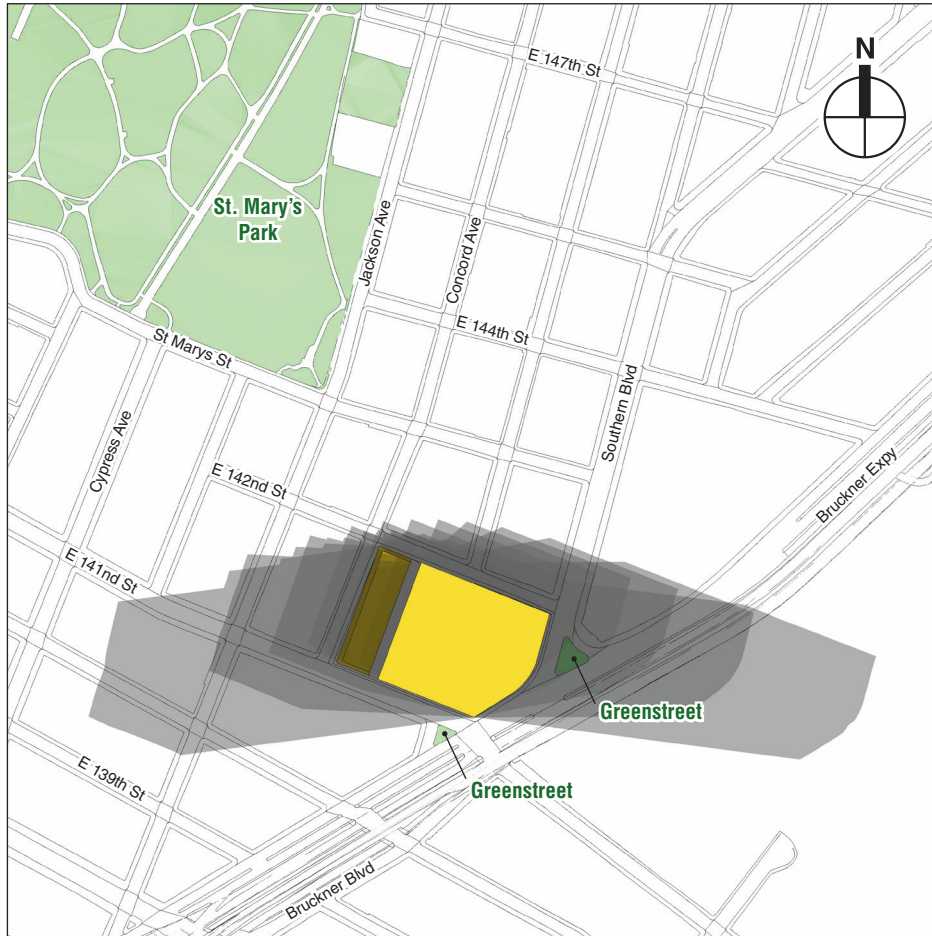 E 147th St
N
St. Mary's
Park
Jackson Ave
Concord Ave
E 144th St
St Marys St
Southern Blvd
Cypress Ave
Bruckner Expy
E 142nd St
E 141nd St
Greenstreet
E 139th St
Greenstreet
Bruckner Blvd